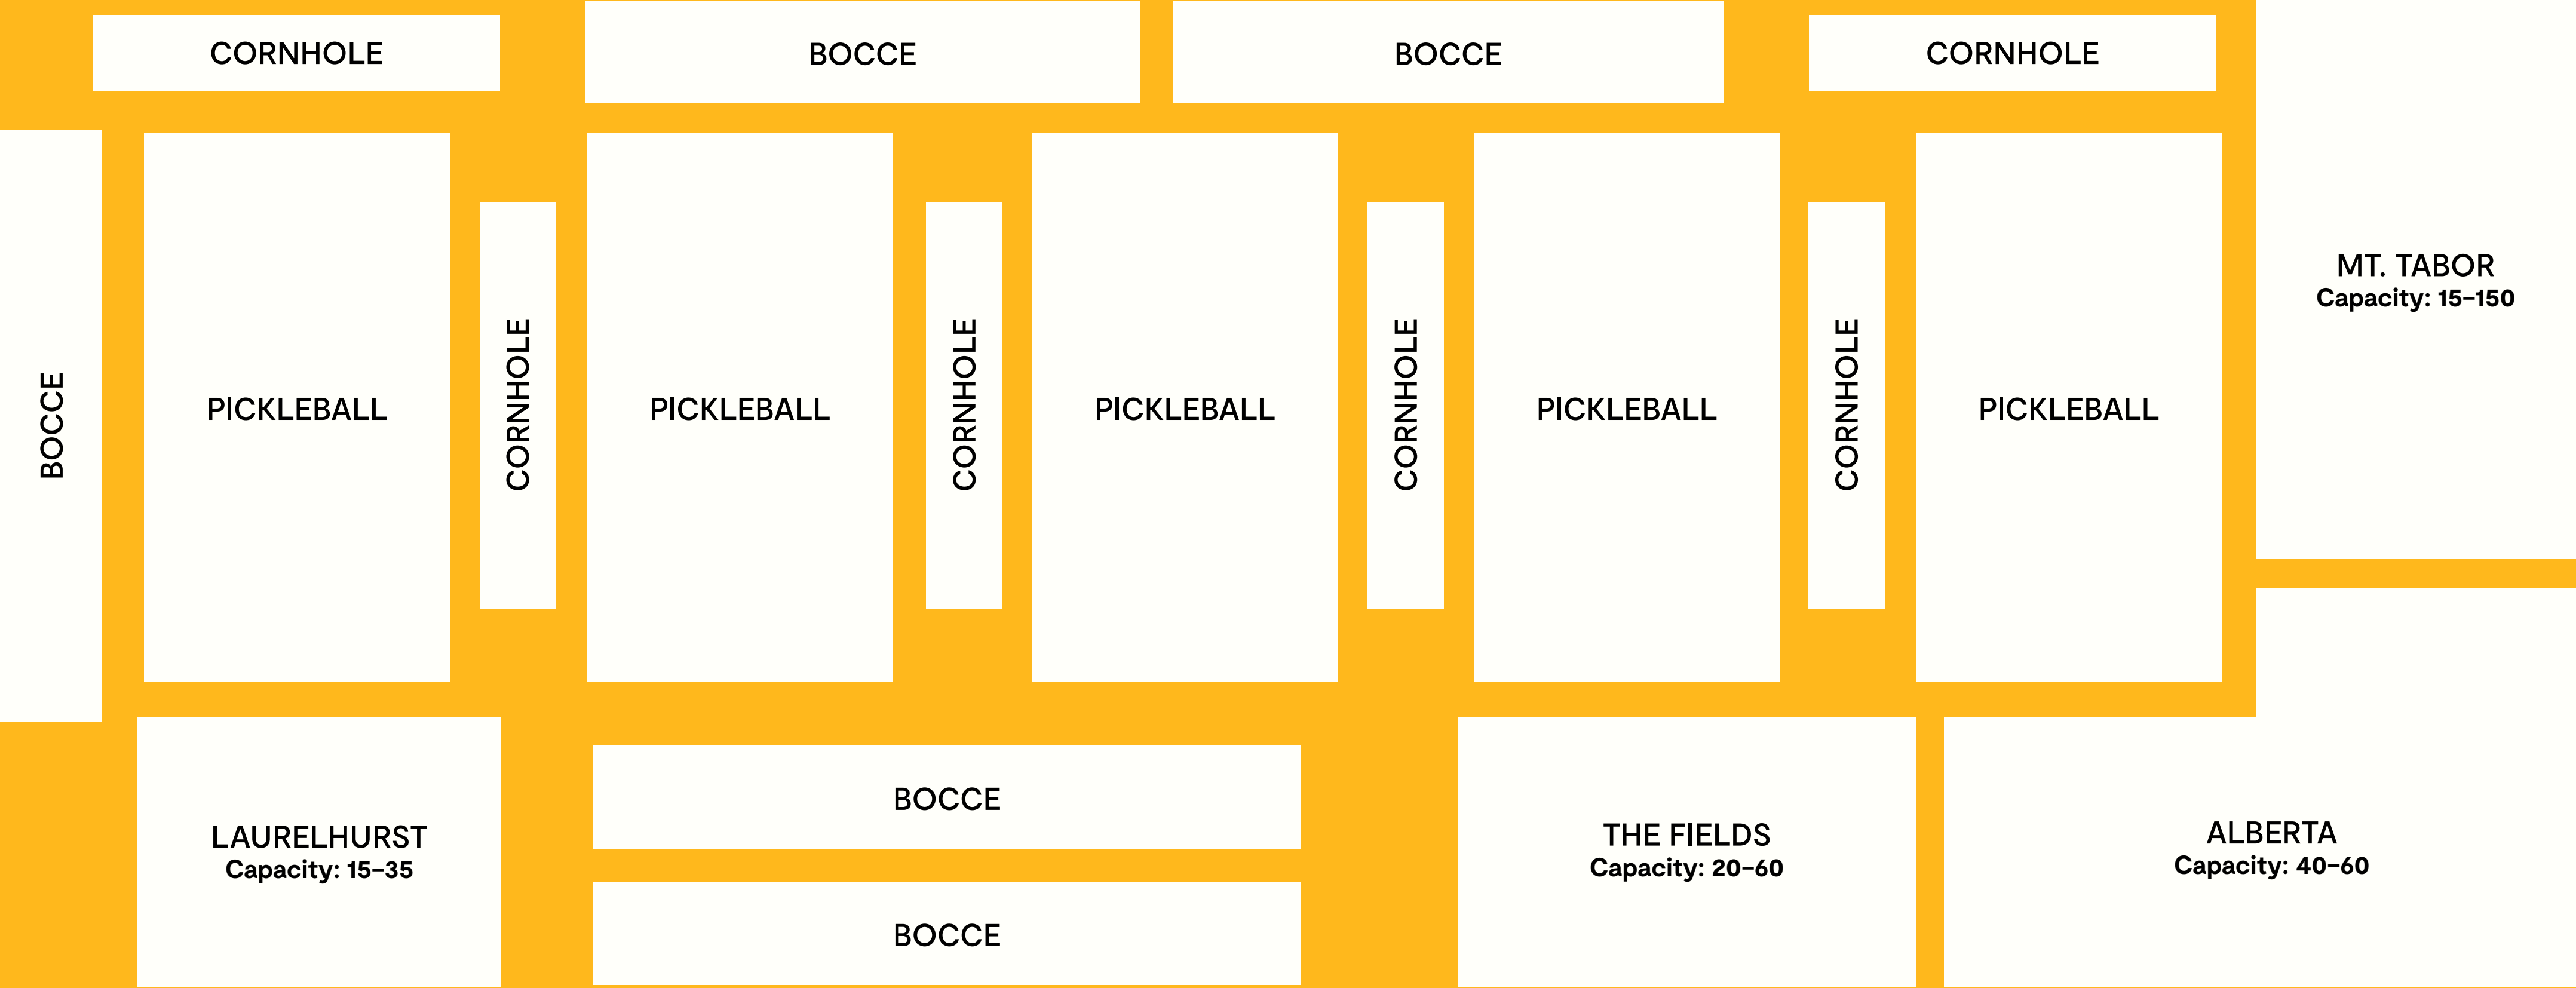 CORNHOLE
BOCCE
BOCCE
CORNHOLE
MT. TABOR
Capacity: 15–150
BOCCE
PICKLEBALL
CORNHOLE
PICKLEBALL
CORNHOLE
PICKLEBALL
CORNHOLE
PICKLEBALL
CORNHOLE
PICKLEBALL
LAURELHURST
Capacity: 15–35
BOCCE
BOCCE
THE FIELDS
Capacity: 20–60
ALBERTA
Capacity: 40–60